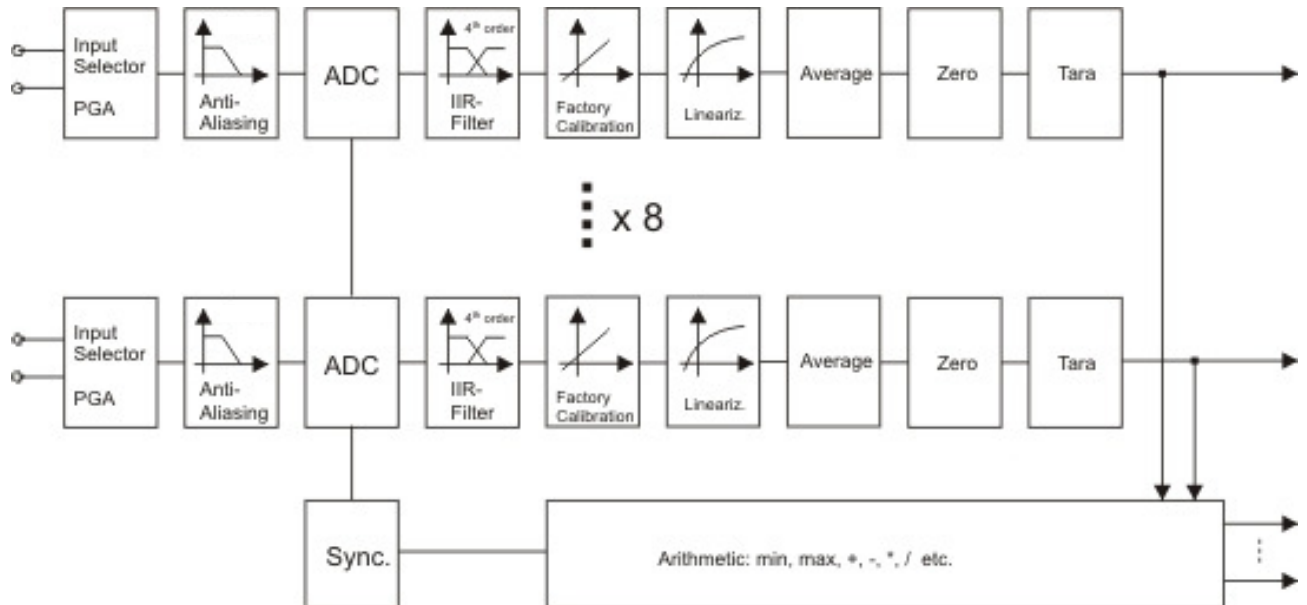 Input
Selector
PGA
Anti-
Aliasing
ADC
4th order
IIR-
Filter
Factory
Calibration
Lineariz.
Average
Zero
Tara
x 8
Input
Selector
PGA
Anti-
Aliasing
ADC
4th order
IIR-
Filter
Factory
Calibration
Lineariz.
Average
Zero
Tara
Sync.
Arithmetic: min, max, +, -, *, / etc.